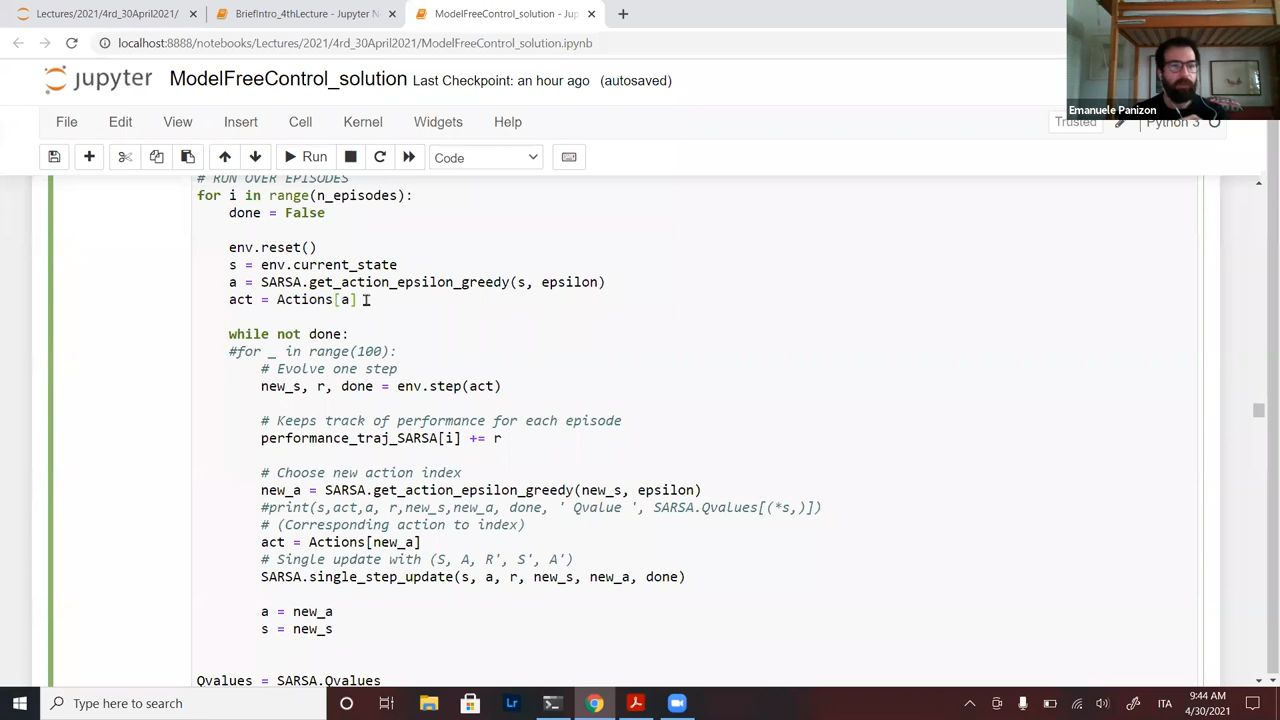 Lectures/2021/4rd_30April2021/
BriefIntro_4thLecture - Jupyter N
ModelFreeControl_solution - Jup
localhost:8888/notebooks/Lectures/2021/4rd_30April2021/ModelFreeControl_solution.ipynb
jupyter ModelFreeControl_solution Last Checkpoint: an hour ago (autosaved)
Emanuele Panizon
File Edit View Insert Cell Kernel Widgets Help
Trusted
Python 3
Run
Code
# RUN OVER EPISODES
for i in range(n_episodes):
done = False
env.reset()
s = env.current_state
a = SARSA.get_action_epsilon_greedy(s, epsilon)
act = Actions[a]
while not done:
#for _ in range(100):
# Evolve one step
new_s, r, done = env.step(act)
# Keeps track of performance for each episode
performance_traj_SARSA[i] += r
# Choose new action index
new_a = SARSA.get_action_epsilon_greedy(new_s, epsilon)
#print(s,act,a, r,new_s,new_a, done, ' Qvalue ', SARSA.Qvalues[(*s,)])
# (Corresponding action to index)
act = Actions[new_a]
# Single update with (S, A, R', S', A')
SARSA.single_step_update(s, a, r, new_s, new_a, done)
a = new_a
s = new_s
Qvalues = SARSA.Qvalues
Type here to search
ITA
9:44 AM
4/30/2021